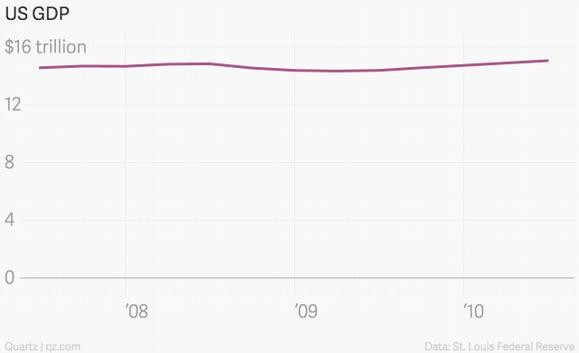 US GDP
$16 trillion
12
8
4
0
'08
'09
'10
Quartz | qz.com
Data: St. Louis Federal Reserve